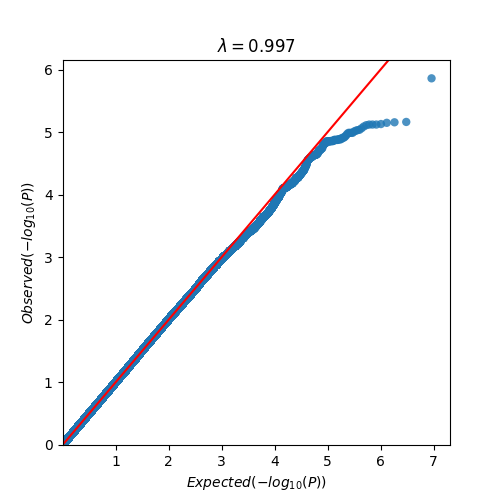 λ = 0.997
Observed(−log₁₀(P))
6
5
4
3
2
1
0
1 2 3 4 5 6 7
Expected(−log₁₀(P))